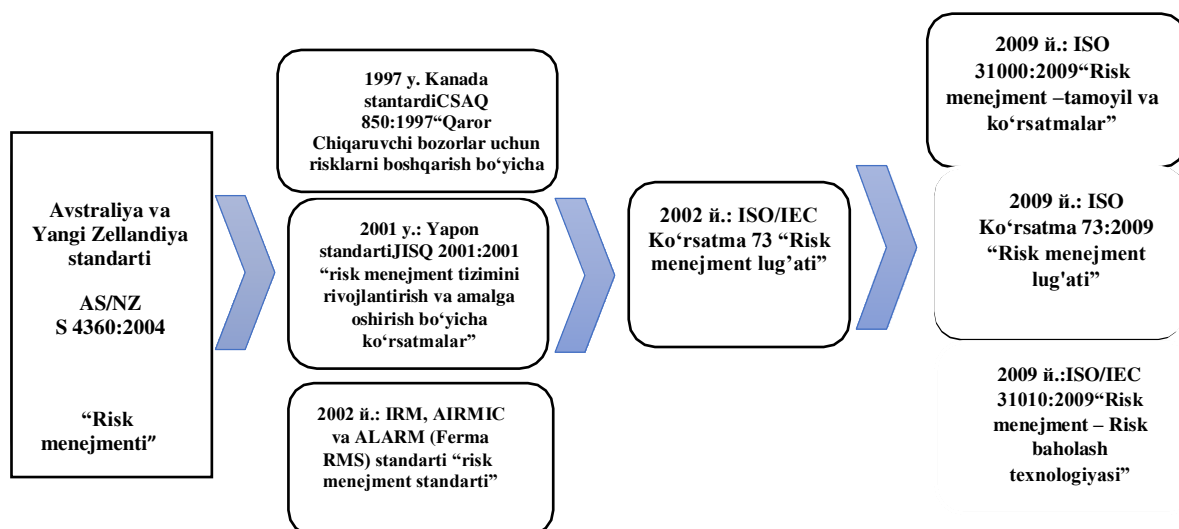 Avstraliya va
Yangi Zellandiya
standarti
AS/NZ
S 4360:2004
“Risk
menejmenti”
1997 y. Kanada
stantardiCSAQ
850:1997“Qaror
Chiqaruvchi bozorlar uchun
risklarni boshqarish bo‘yicha
2001 y.: Yapon
standartiJISQ 2001:2001
“risk menejment tizimini
rivojlantirish va amalga
oshirish bo‘yicha
ko‘rsatmalar”
2002 й.: IRM, AIRMIC
va ALARM (Ferma
RMS) standarti “risk
menejment standarti”
2002 й.: ISO/IEC
Ko‘rsatma 73 “Risk
menejment lug’ati”
2009 й.: ISO
31000:2009“Risk
menejment –tamoyil va
ko‘rsatmalar”
2009 й.: ISO
Ko‘rsatma 73:2009
“Risk menejment
lug'ati”
2009 й.:ISO/IEC
31010:2009“Risk
menejment – Risk
baholash
texnologiyasi”